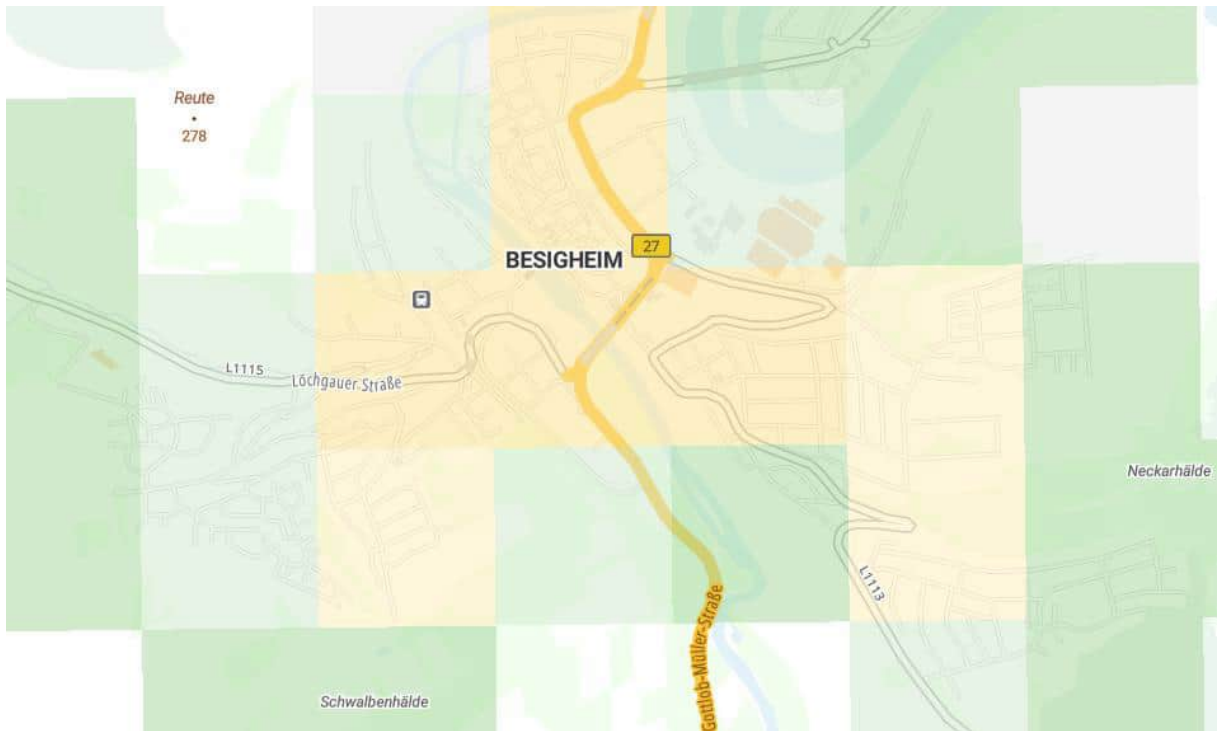 Reute
278
27
BESIGHEIM
L1115
Löchgauer Straße
Neckarhälde
L1113
Gottlob-Müller-Straße
Schwalbenhälde